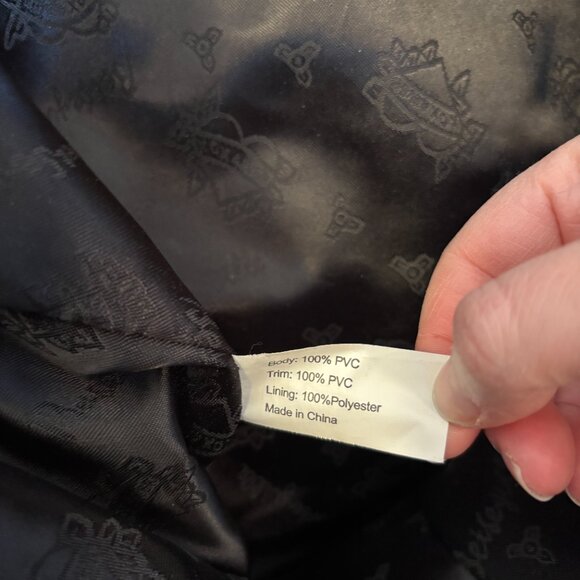 Body: 100% PVC
Trim: 100% PVC
Lining: 100%Polyester
Made in China